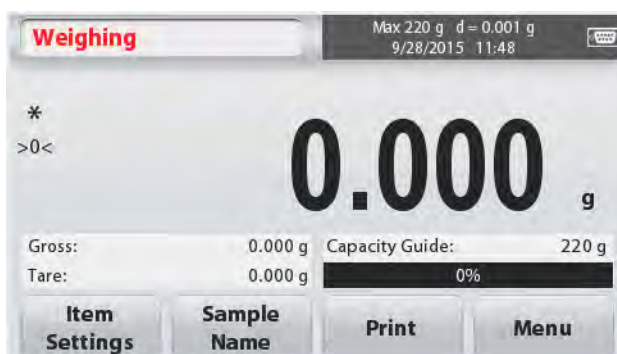 Weighing
Max 220 g d = 0.001 g
9/28/2015 11:48
*
>0<
0.000 g
Gross: 0.000 g
Tare: 0.000 g
Capacity Guide: 220 g
0%
Item
Settings
Sample
Name
Print
Menu